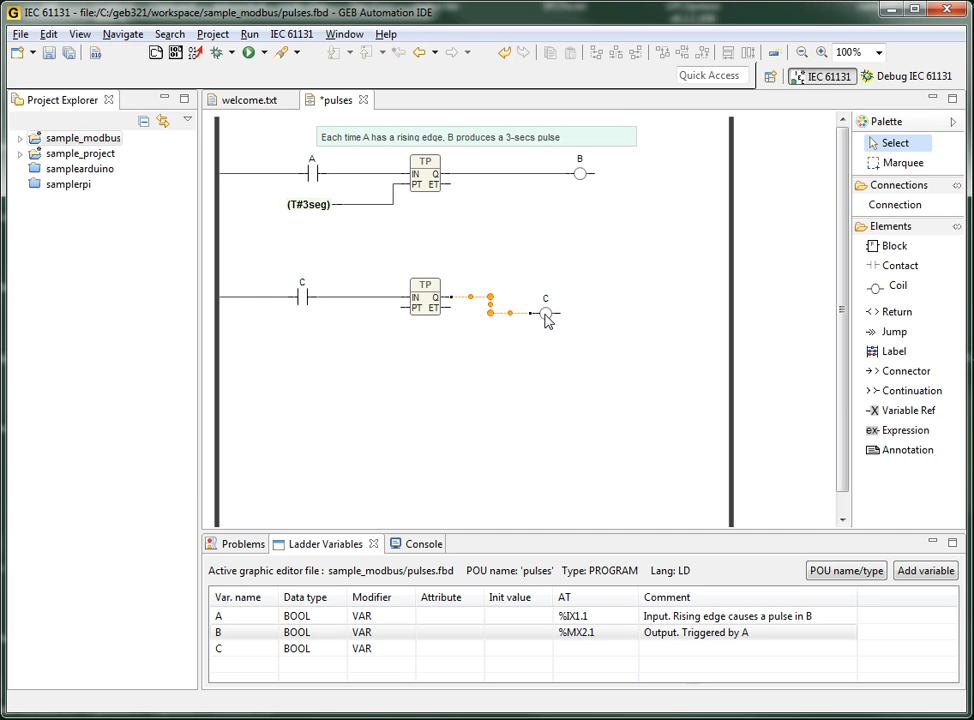 IEC 61131 - file:/C:/geb321/workspace/sample_modbus/pulses.fbd - GEB Automation IDE
File Edit View Navigate Search Project Run IEC 61131 Window Help
100%
Quick Access
IEC 61131
Debug IEC 61131
Project Explorer
sample_modbus
sample_project
samplearduino
samplerpi
welcome.txt
*pulses
Each time A has a rising edge, B produces a 3-secs pulse
A
TP
B
IN Q
PT ET
(T#3seg)
C
TP
C
IN Q
PT ET
Palette
Select
Marquee
Connections
Connection
Elements
Block
Contact
Coil
Return
Jump
Label
Connector
Continuation
Variable Ref
Expression
Annotation
Problems
Ladder Variables
Console
Active graphic editor file : sample_modbus/pulses.fbd POU name: 'pulses' Type: PROGRAM Lang: LD
POU name/type
Add variable
Var. name Data type Modifier Attribute Init value AT Comment
A BOOL VAR %IX1.1 Input. Rising edge causes a pulse in B
B BOOL VAR %MX2.1 Output. Triggered by A
C BOOL VAR